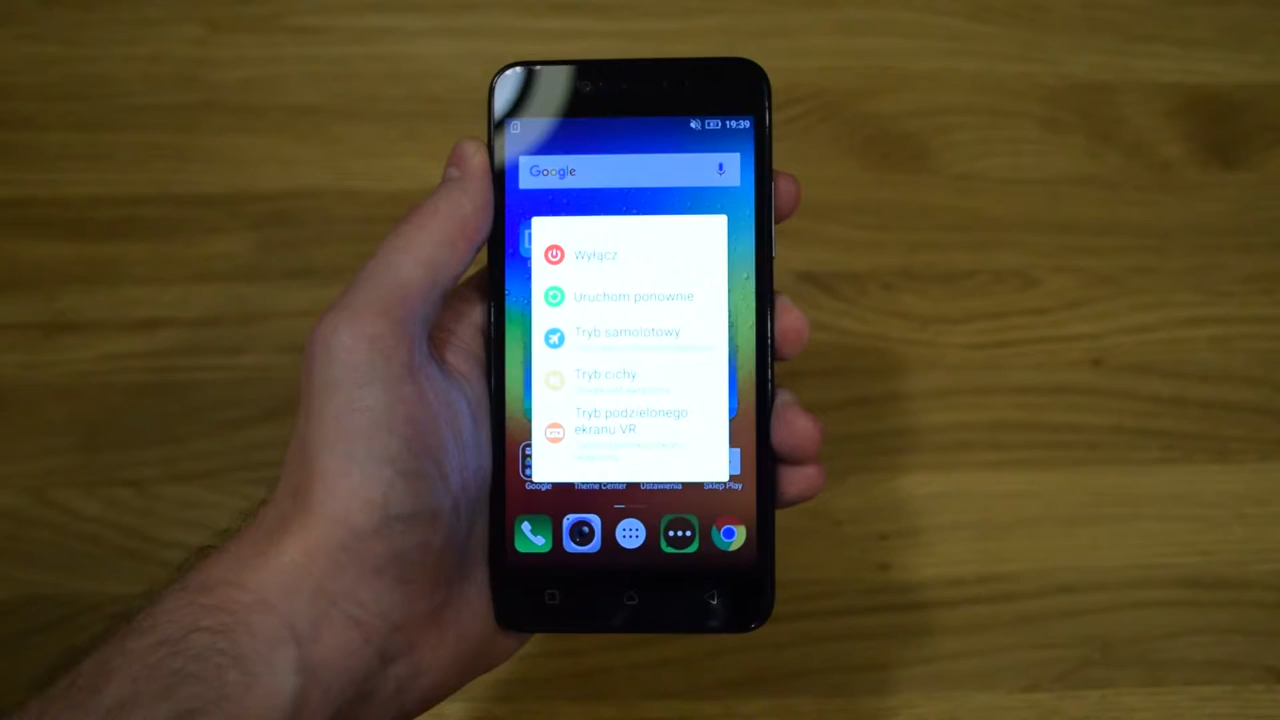 19:39
Google
Wyłącz
Uruchom ponownie
Tryb samolotowy
Tryb cichy
Tryb podzielonego
ekranu VR
Google Theme Center Ustawienia Sklep Play